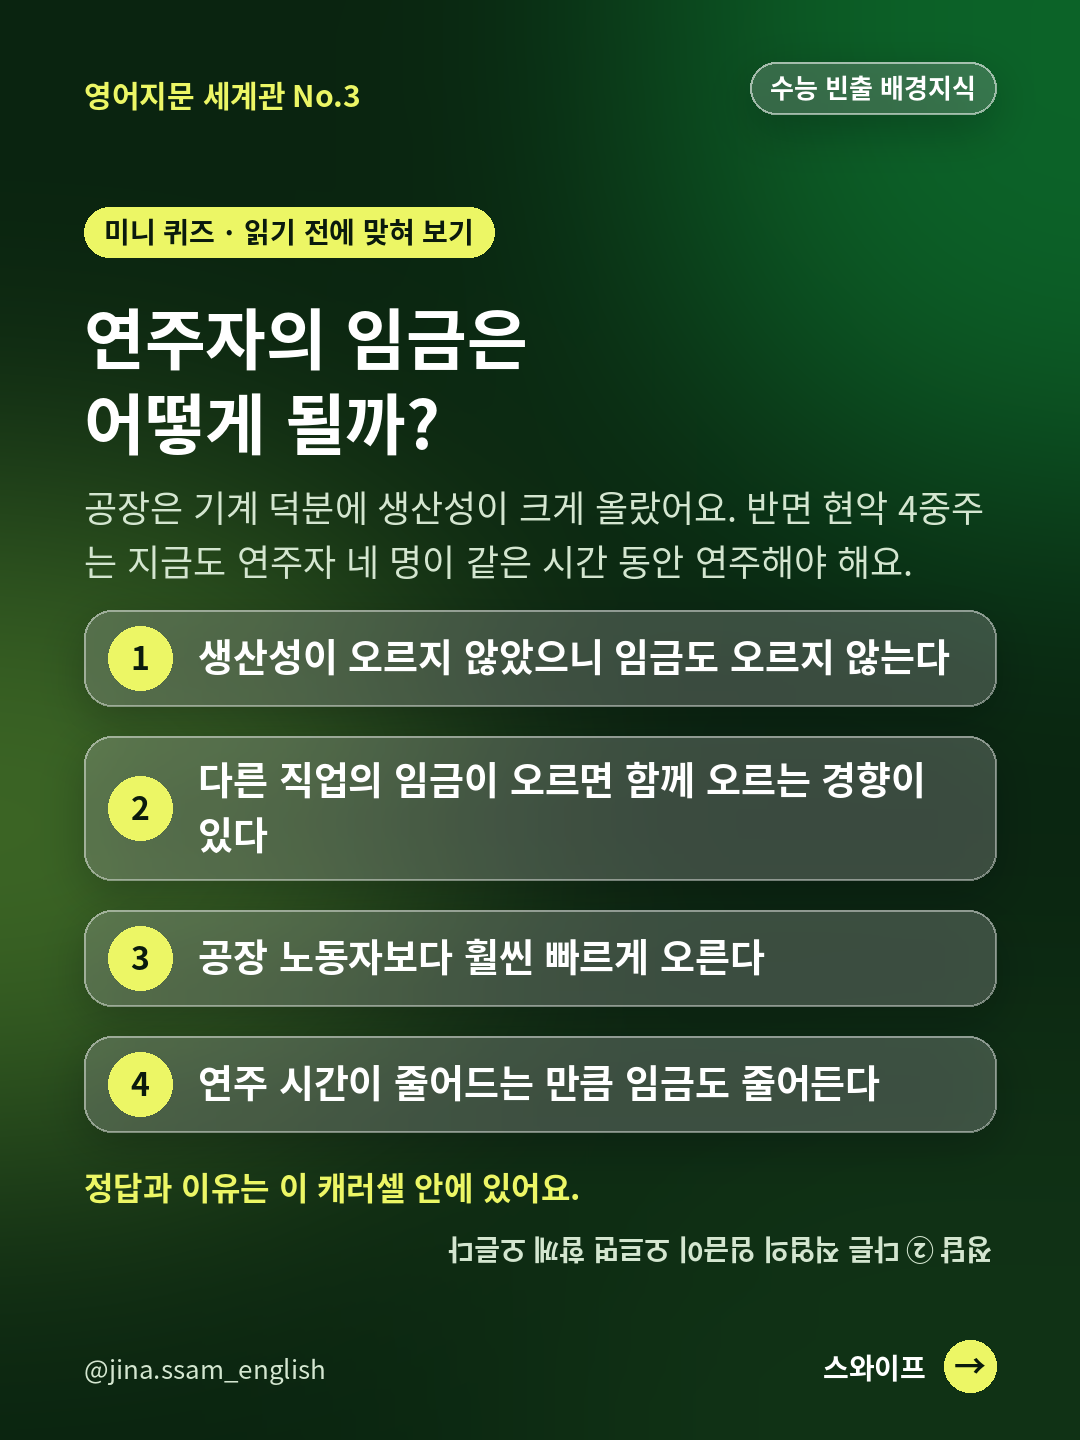 영어지문 세계관 No.3
수능 빈출 배경지식
미니 퀴즈 · 읽기 전에 맞혀 보기
연주자의 임금은
어떻게 될까?
공장은 기계 덕분에 생산성이 크게 올랐어요. 반면 현악 4중주
는 지금도 연주자 네 명이 같은 시간 동안 연주해야 해요.
1 생산성이 오르지 않았으니 임금도 오르지 않는다
2 다른 직업의 임금이 오르면 함께 오르는 경향이
있다
3 공장 노동자보다 훨씬 빠르게 오른다
4 연주 시간이 줄어드는 만큼 임금도 줄어든다
정답과 이유는 이 캐러셀 안에 있어요.
정답 ② 다른 직업의 임금이 오르면 함께 오른다
@jina.ssam_english
스와이프 →